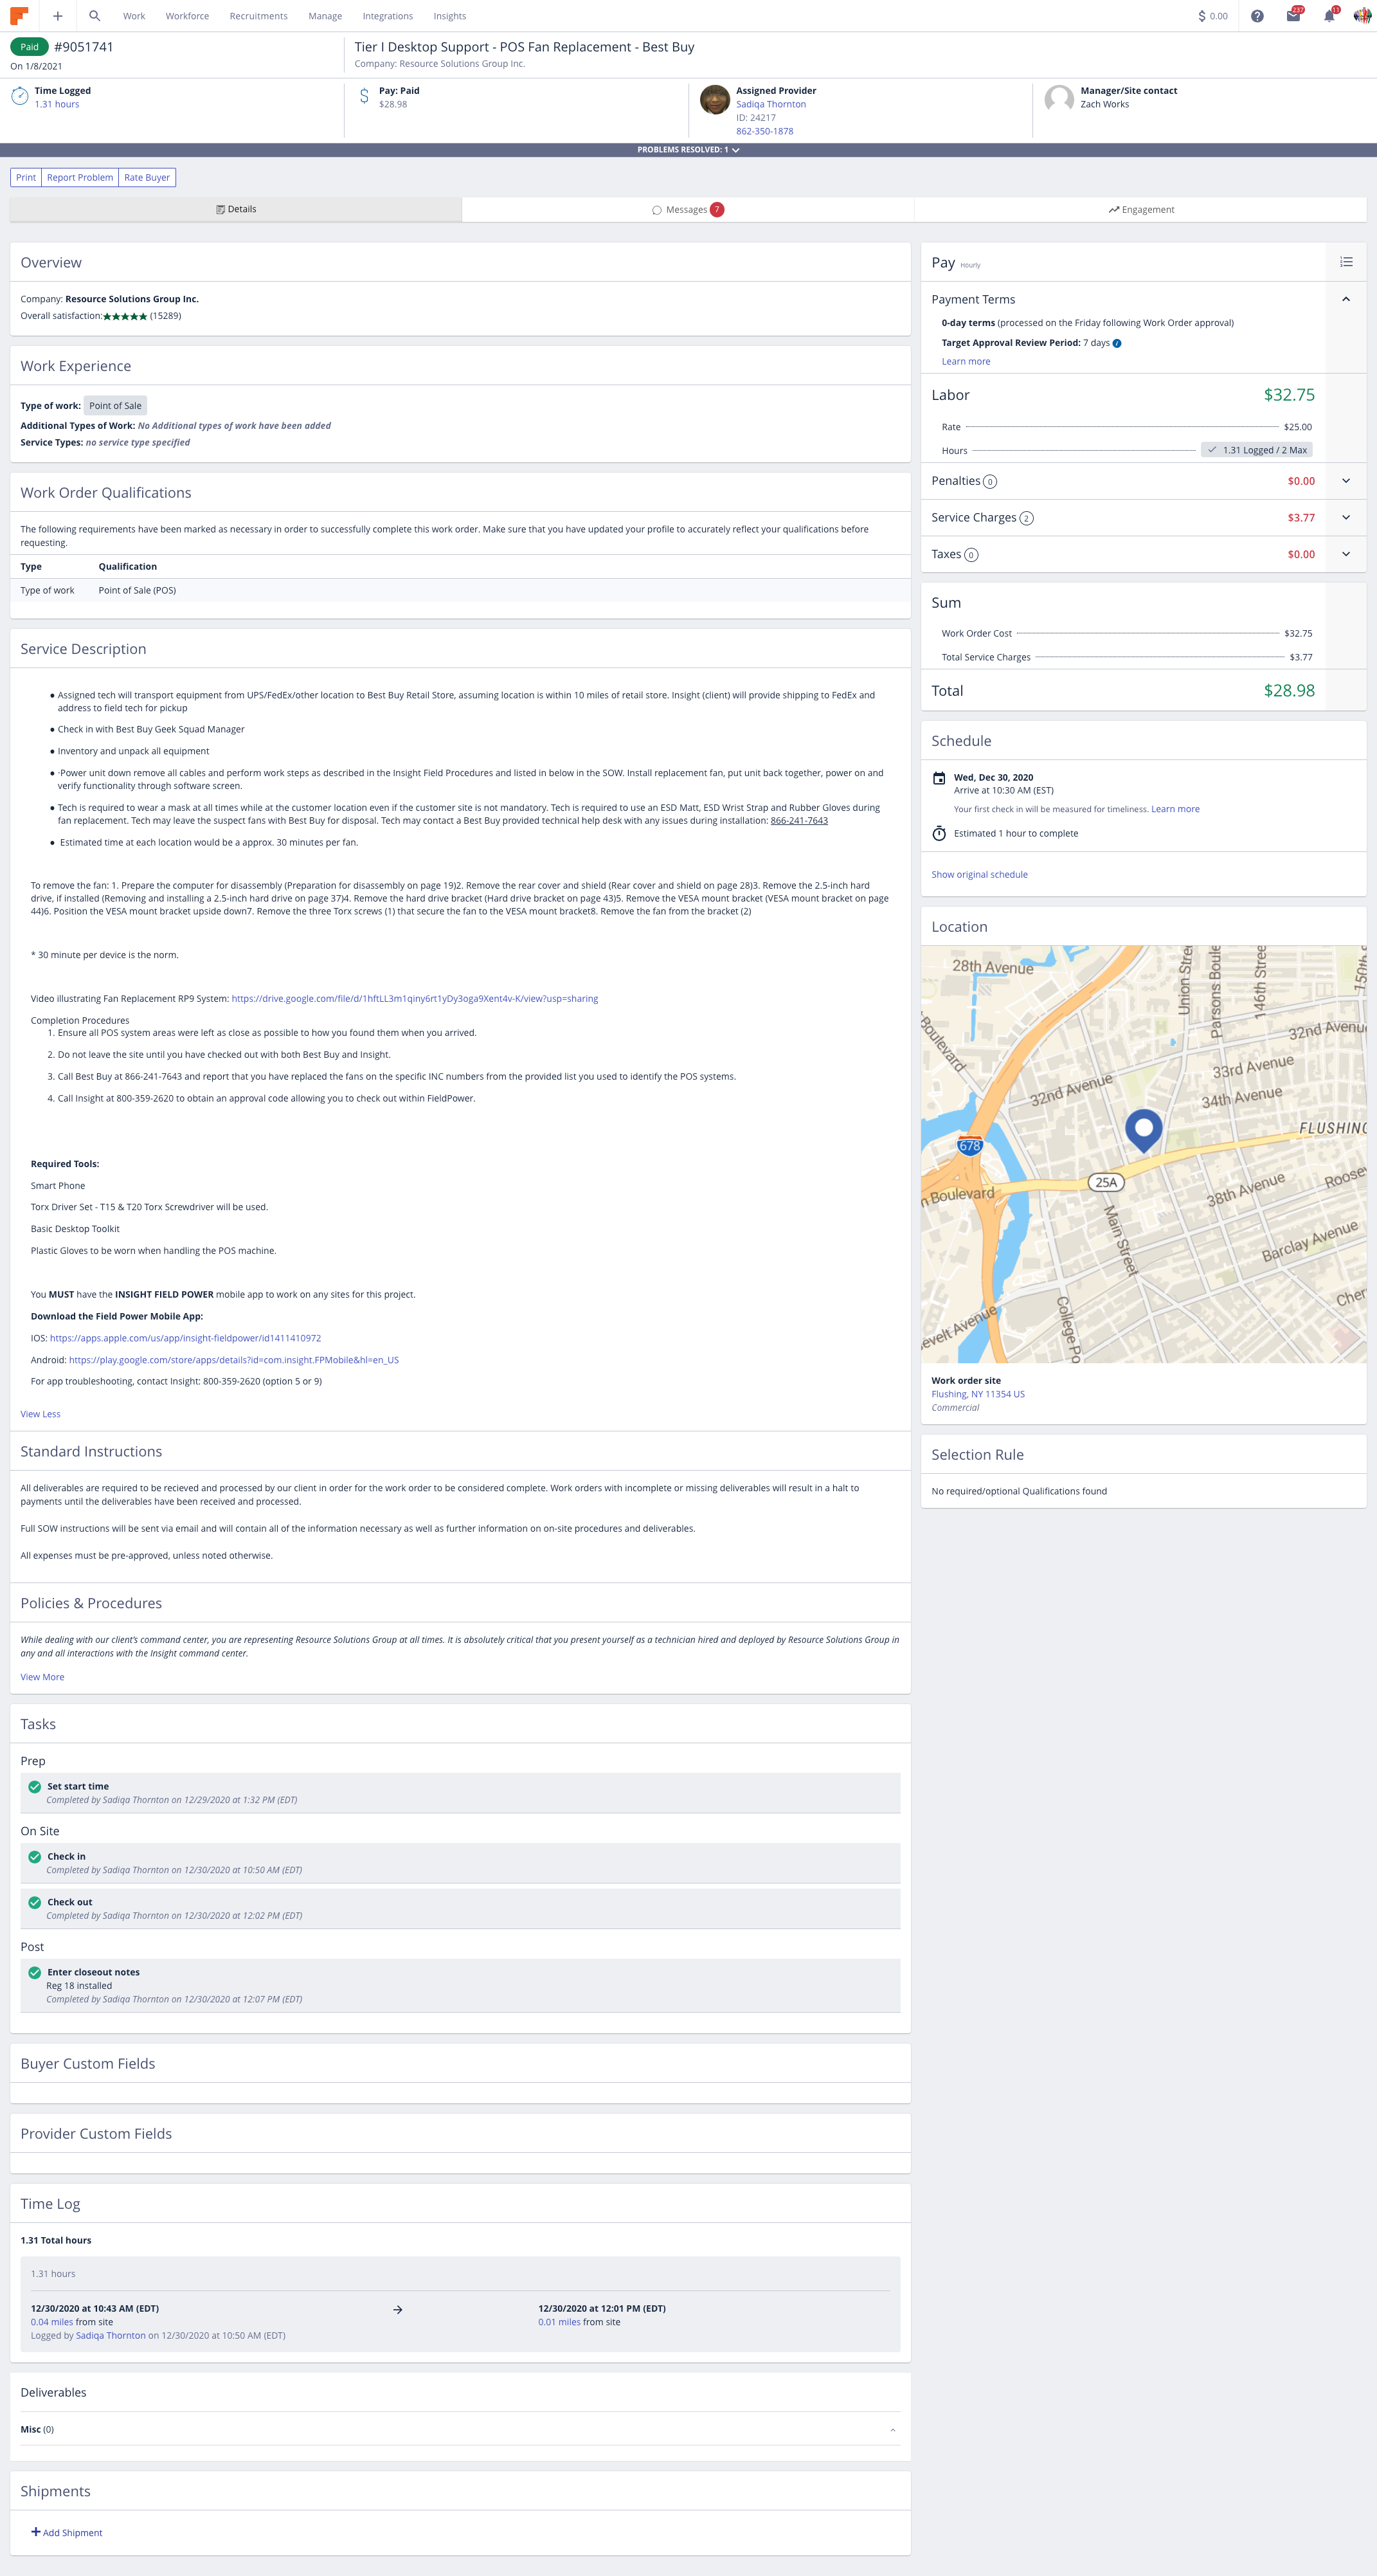 Work Workforce Recruitments Manage Integrations Insights $ 0.00 237 11
Paid #9051741
On 1/8/2021
Tier I Desktop Support - POS Fan Replacement - Best Buy
Company: Resource Solutions Group Inc.
Time Logged
1.31 hours
Pay: Paid
$28.98
Assigned Provider
Sadiqa Thornton
ID: 24217
862-350-1878
Manager/Site contact
Zach Works
PROBLEMS RESOLVED: 1
Print Report Problem Rate Buyer
Details Messages 7 Engagement
Overview
Company: Resource Solutions Group Inc.
Overall satisfaction:★★★★★ (15289)
Work Experience
Type of work: Point of Sale
Additional Types of Work: No Additional types of work have been added
Service Types: no service type specified
Work Order Qualifications
The following requirements have been marked as necessary in order to successfully complete this work order. Make sure that you have updated your profile to accurately reflect your qualifications before
requesting.
Type Qualification
Type of work Point of Sale (POS)
Service Description
● Assigned tech will transport equipment from UPS/FedEx/other location to Best Buy Retail Store, assuming location is within 10 miles of retail store. Insight (client) will provide shipping to FedEx and
address to field tech for pickup
● Check in with Best Buy Geek Squad Manager
● Inventory and unpack all equipment
● ·Power unit down remove all cables and perform work steps as described in the Insight Field Procedures and listed in below in the SOW. Install replacement fan, put unit back together, power on and
verify functionality through software screen.
● Tech is required to wear a mask at all times while at the customer location even if the customer site is not mandatory. Tech is required to use an ESD Matt, ESD Wrist Strap and Rubber Gloves during
fan replacement. Tech may leave the suspect fans with Best Buy for disposal. Tech may contact a Best Buy provided technical help desk with any issues during installation: 866-241-7643
● Estimated time at each location would be a approx. 30 minutes per fan.
To remove the fan: 1. Prepare the computer for disassembly (Preparation for disassembly on page 19)2. Remove the rear cover and shield (Rear cover and shield on page 28)3. Remove the 2.5-inch hard
drive, if installed (Removing and installing a 2.5-inch hard drive on page 37)4. Remove the hard drive bracket (Hard drive bracket on page 43)5. Remove the VESA mount bracket (VESA mount bracket on page
44)6. Position the VESA mount bracket upside down7. Remove the three Torx screws (1) that secure the fan to the VESA mount bracket8. Remove the fan from the bracket (2)
* 30 minute per device is the norm.
Video illustrating Fan Replacement RP9 System: https://drive.google.com/file/d/1hftLL3m1qiny6rt1yDy3oga9Xent4v-K/view?usp=sharing
Completion Procedures
1. Ensure all POS system areas were left as close as possible to how you found them when you arrived.
2. Do not leave the site until you have checked out with both Best Buy and Insight.
3. Call Best Buy at 866-241-7643 and report that you have replaced the fans on the specific INC numbers from the provided list you used to identify the POS systems.
4. Call Insight at 800-359-2620 to obtain an approval code allowing you to check out within FieldPower.
Required Tools:
Smart Phone
Torx Driver Set - T15 & T20 Torx Screwdriver will be used.
Basic Desktop Toolkit
Plastic Gloves to be worn when handling the POS machine.
You MUST have the INSIGHT FIELD POWER mobile app to work on any sites for this project.
Download the Field Power Mobile App:
IOS: https://apps.apple.com/us/app/insight-fieldpower/id1411410972
Android: https://play.google.com/store/apps/details?id=com.insight.FPMobile&hl=en_US
For app troubleshooting, contact Insight: 800-359-2620 (option 5 or 9)
View Less
Standard Instructions
All deliverables are required to be recieved and processed by our client in order for the work order to be considered complete. Work orders with incomplete or missing deliverables will result in a halt to
payments until the deliverables have been received and processed.
Full SOW instructions will be sent via email and will contain all of the information necessary as well as further information on on-site procedures and deliverables.
All expenses must be pre-approved, unless noted otherwise.
Policies & Procedures
While dealing with our client's command center, you are representing Resource Solutions Group at all times. It is absolutely critical that you present yourself as a technician hired and deployed by Resource Solutions Group in
any and all interactions with the Insight command center.
View More
Tasks
Prep
Set start time
Completed by Sadiqa Thornton on 12/29/2020 at 1:32 PM (EDT)
On Site
Check in
Completed by Sadiqa Thornton on 12/30/2020 at 10:50 AM (EDT)
Check out
Completed by Sadiqa Thornton on 12/30/2020 at 12:02 PM (EDT)
Post
Enter closeout notes
Reg 18 installed
Completed by Sadiqa Thornton on 12/30/2020 at 12:07 PM (EDT)
Buyer Custom Fields
Provider Custom Fields
Time Log
1.31 Total hours
1.31 hours
12/30/2020 at 10:43 AM (EDT) 12/30/2020 at 12:01 PM (EDT)
0.04 miles from site 0.01 miles from site
Logged by Sadiqa Thornton on 12/30/2020 at 10:50 AM (EDT)
Deliverables
Misc (0)
Shipments
Add Shipment
Pay Hourly
Payment Terms
0-day terms (processed on the Friday following Work Order approval)
Target Approval Review Period: 7 days
Learn more
Labor $32.75
Rate $25.00
Hours 1.31 Logged / 2 Max
Penalties 0 $0.00
Service Charges 2 $3.77
Taxes 0 $0.00
Sum
Work Order Cost $32.75
Total Service Charges $3.77
Total $28.98
Schedule
Wed, Dec 30, 2020
Arrive at 10:30 AM (EST)
Your first check in will be measured for timeliness. Learn more
Estimated 1 hour to complete
Show original schedule
Location
28th Avenue
Union Stree
Parsons Boule
146th Stree
150th S
Boulevard
32nd Avenu
33rd Avenue
32nd Avenue
34th Avenue
FLUSHING
678
25A
n Boulevard
38th Avenue
Roosev
Main Street
Barclay Avenue
Cher
College Po
evelt Avenue
Work order site
Flushing, NY 11354 US
Commercial
Selection Rule
No required/optional Qualifications found